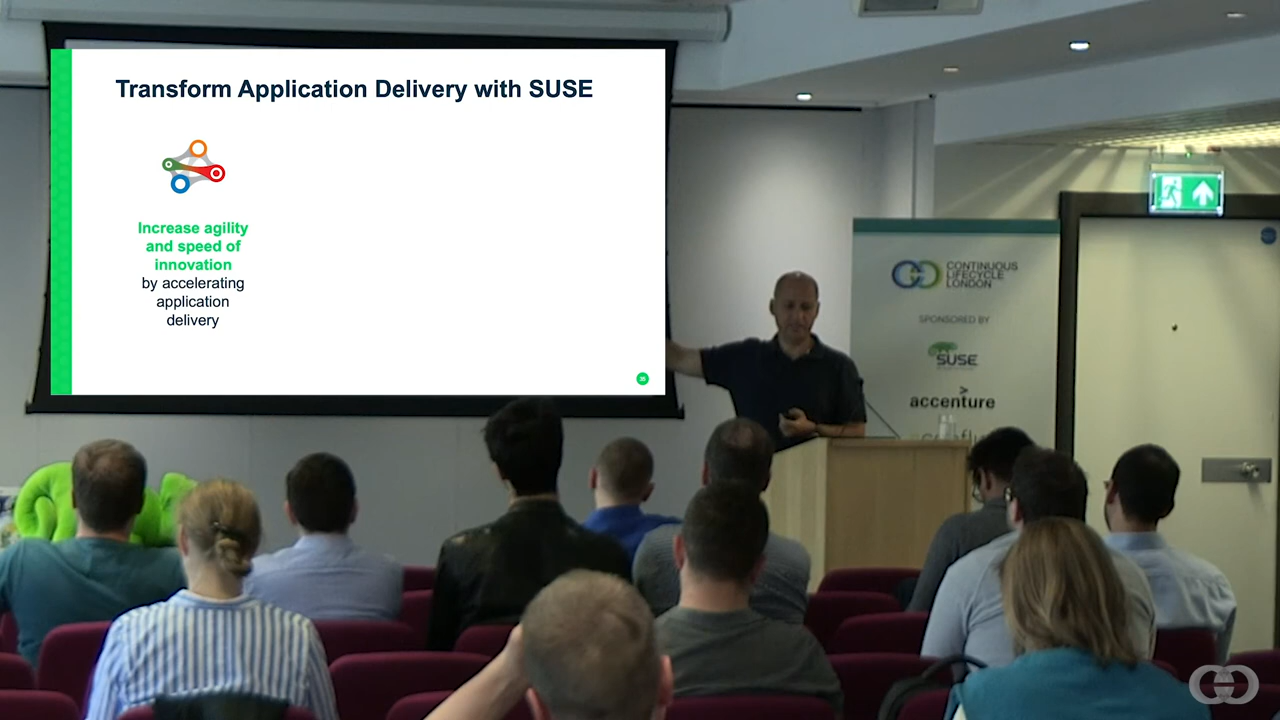 Transform Application Delivery with SUSE
Increase agility
and speed of
innovation
by accelerating
application
delivery
CONTINUOUS
LIFECYCLE
LONDON
SPONSORED BY
SUSE
accenture